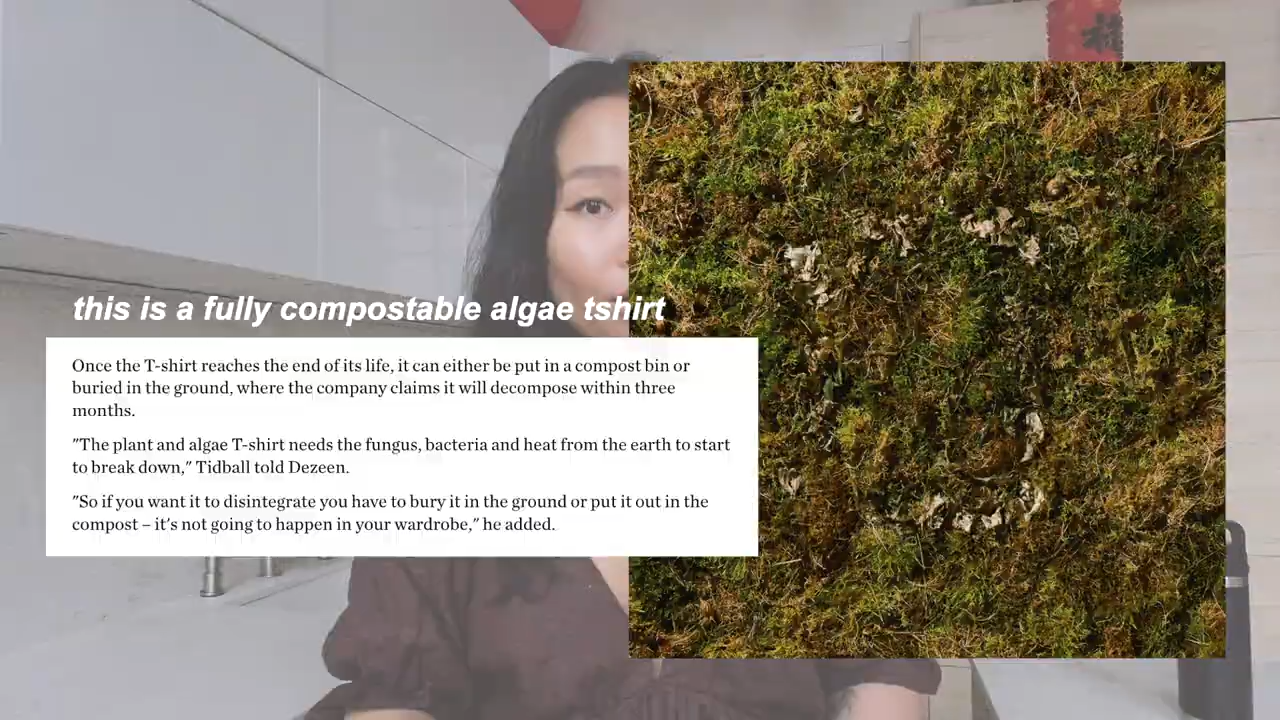 this is a fully compostable algae tshirt
Once the T-shirt reaches the end of its life, it can either be put in a compost bin or
buried in the ground, where the company claims it will decompose within three
months.
"The plant and algae T-shirt needs the fungus, bacteria and heat from the earth to start
to break down," Tidball told Dezeen.
"So if you want it to disintegrate you have to bury it in the ground or put it out in the
compost – it's not going to happen in your wardrobe," he added.